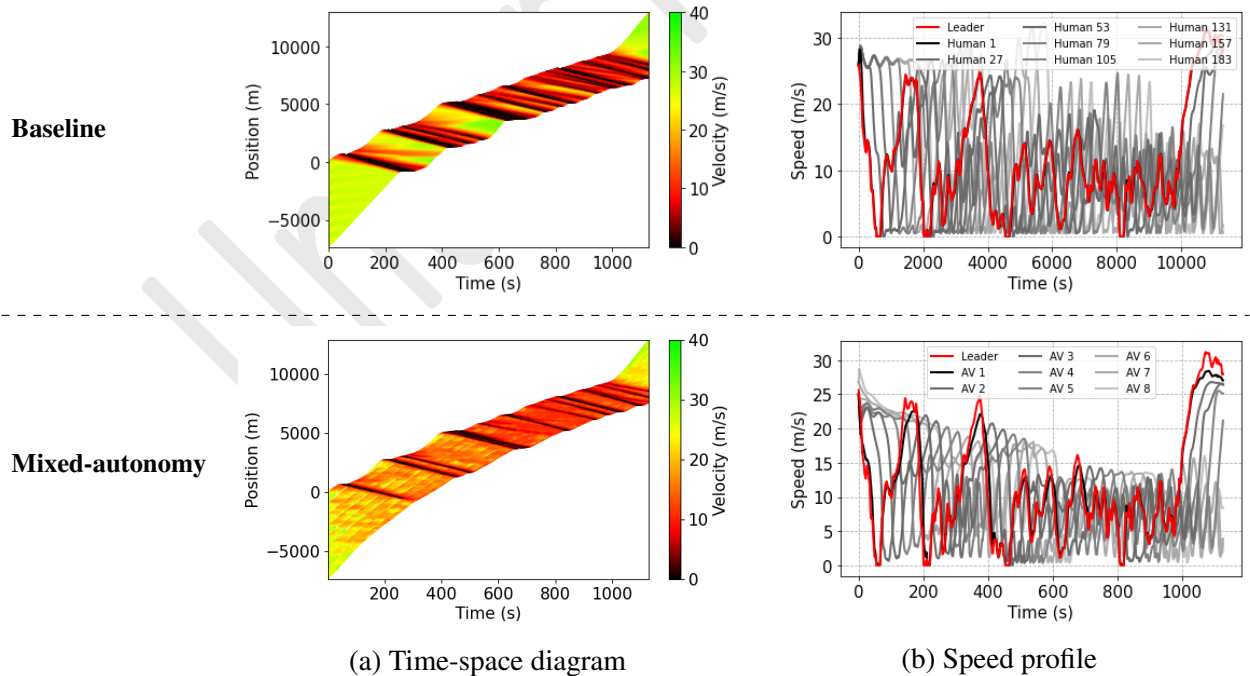 Baseline
10000
5000
0
−5000
Position (m)
0 200 400 600 800 1000
Time (s)
40
30
20
10
0
Velocity (m/s)
Leader Human 53 Human 131
Human 1 Human 79 Human 157
Human 27 Human 105 Human 183
30
20
10
0
Speed (m/s)
0 2000 4000 6000 8000 10000
Time (s)
Mixed-autonomy
10000
5000
0
−5000
Position (m)
200 400 600 800 1000
Time (s)
40
30
20
10
0
Velocity (m/s)
Leader AV 3 AV 6
AV 1 AV 4 AV 7
AV 2 AV 5 AV 8
30
25
20
15
10
5
0
Speed (m/s)
0 200 400 600 800 1000
Time (s)
(a) Time-space diagram
(b) Speed profile